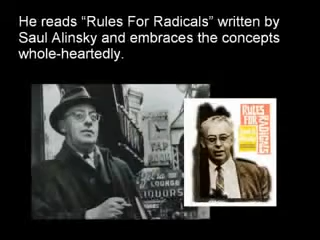 He reads “Rules For Radicals” written by
Saul Alinsky and embraces the concepts
whole-heartedly.
TAP
LOUNGE
LIQUORS
RULES
FOR
RADICALS